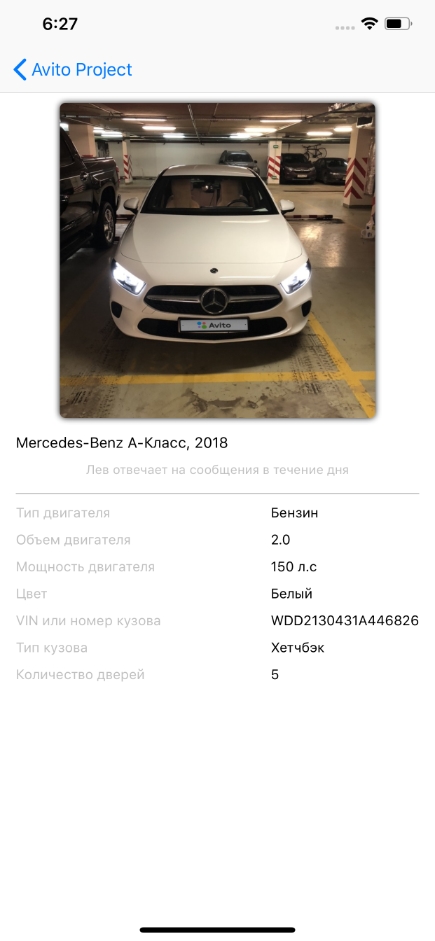 6:27
Avito Project
Avito
Mercedes-Benz A-Класс, 2018
Лев отвечает на сообщения в течение дня
Тип двигателя Бензин
Объем двигателя 2.0
Мощность двигателя 150 л.с
Цвет Белый
VIN или номер кузова WDD2130431A446826
Тип кузова Хетчбэк
Количество дверей 5